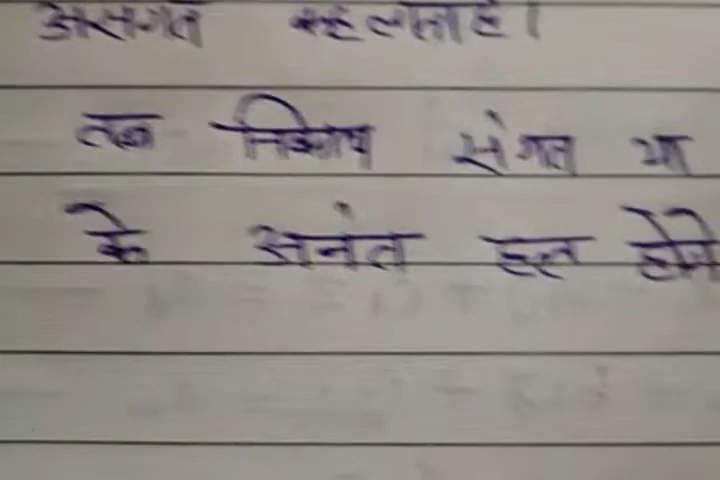 असंगत कहलाता है।
तब निकाय संगत या
के अनंत हल होंगे